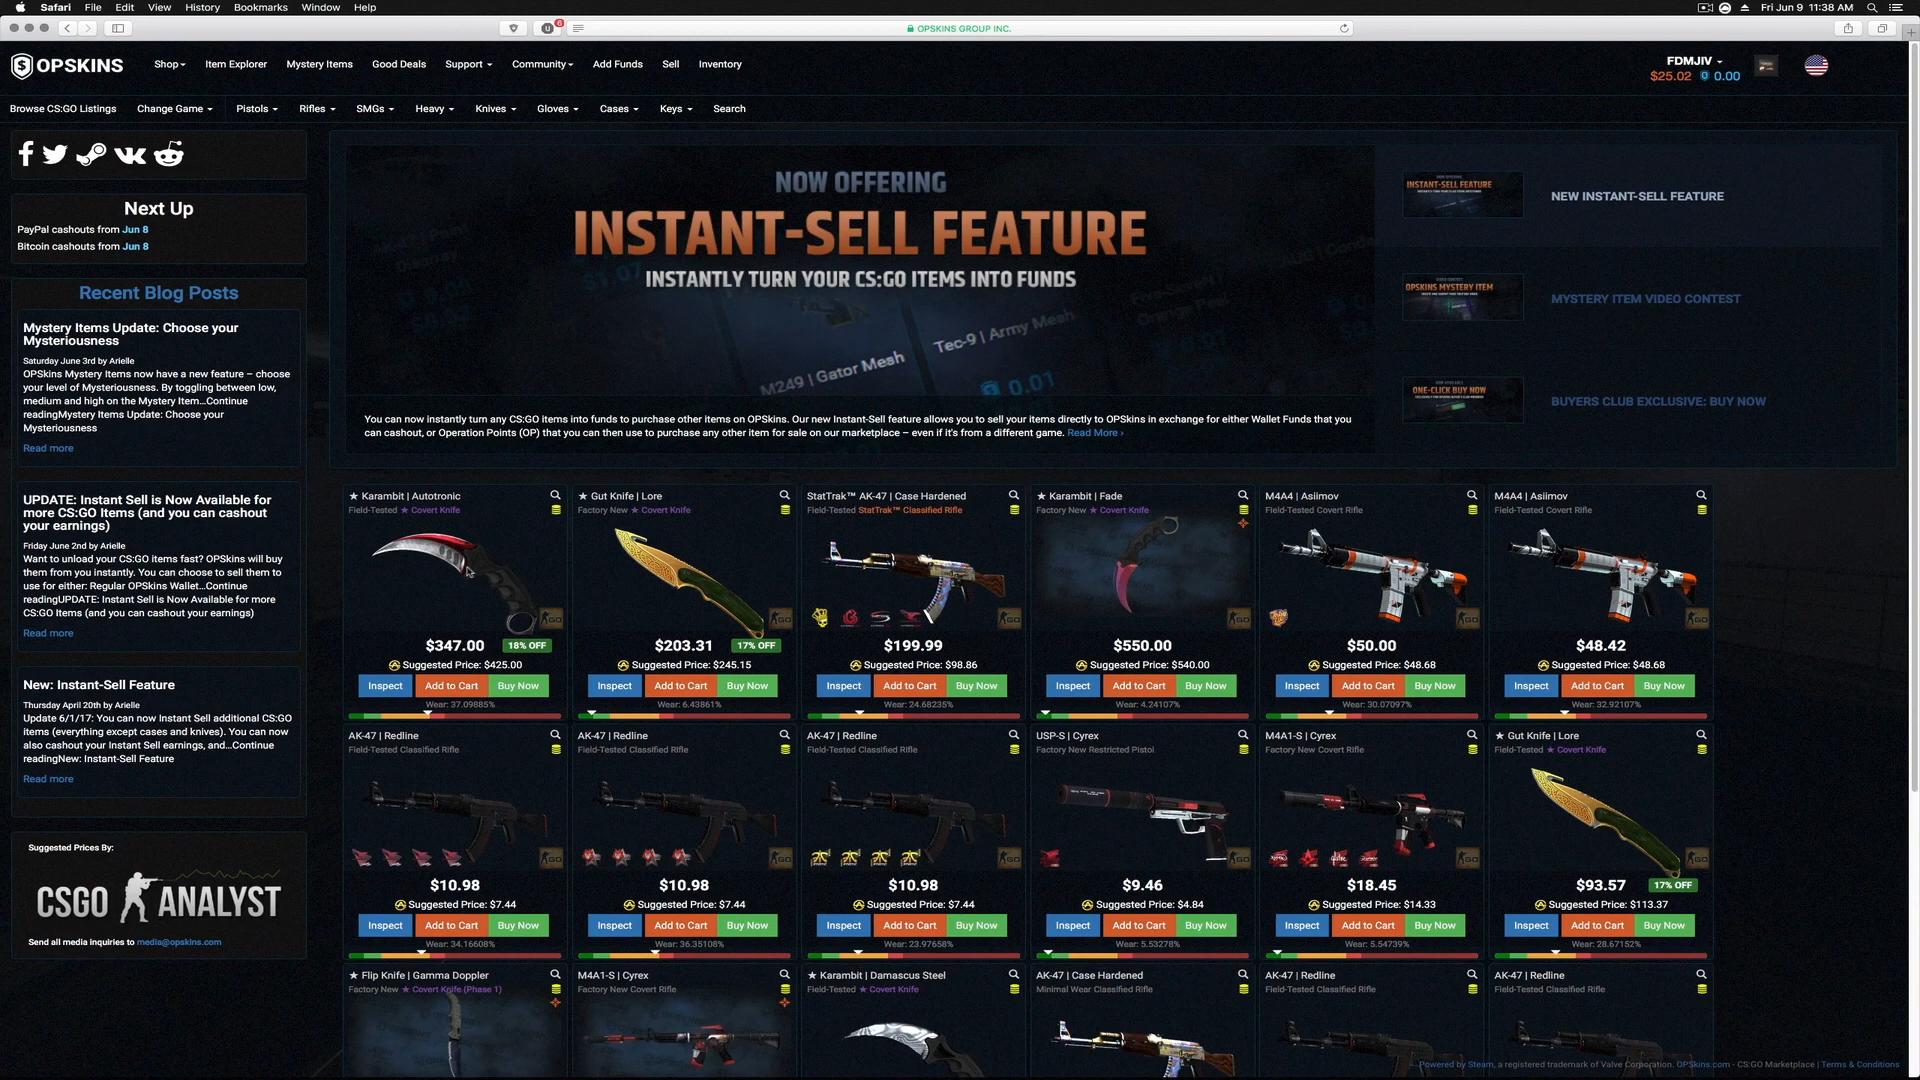 Safari File Edit View History Bookmarks Window Help
Fri Jun 9 11:38 AM
6
OPSKINS GROUP INC.
OPSKINS
Shop Item Explorer Mystery Items Good Deals Support Community Add Funds Sell Inventory
FDMJIV
$25.02 0.00
Browse CS:GO Listings Change Game Pistols Rifles SMGs Heavy Knives Gloves Cases Keys Search
Next Up
PayPal cashouts from Jun 8
Bitcoin cashouts from Jun 8
Recent Blog Posts
Mystery Items Update: Choose your
Mysteriousness
Saturday June 3rd by Arielle
OPSkins Mystery Items now have a new feature – choose
your level of Mysteriousness. By toggling between low,
medium and high on the Mystery Item...Continue
readingMystery Items Update: Choose your
Mysteriousness
Read more
UPDATE: Instant Sell is Now Available for
more CS:GO Items (and you can cashout
your earnings)
Friday June 2nd by Arielle
Want to unload your CS:GO items fast? OPSkins will buy
them from you instantly. You can choose to sell them to
use for either: Regular OPSkins Wallet...Continue
readingUPDATE: Instant Sell is Now Available for more
CS:GO Items (and you can cashout your earnings)
Read more
New: Instant-Sell Feature
Thursday April 20th by Arielle
Update 6/1/17: You can now Instant Sell additional CS:GO
items (everything except cases and knives). You can now
also cashout your Instant Sell earnings, and...Continue
readingNew: Instant-Sell Feature
Read more
Suggested Prices By:
CSGO ANALYST
Send all media inquiries to media@opskins.com
NOW OFFERING
INSTANT-SELL FEATURE
INSTANTLY TURN YOUR CS:GO ITEMS INTO FUNDS
M249 | Gator Mesh
Tec-9 | Army Mesh
0.01
You can now instantly turn any CS:GO items into funds to purchase other items on OPSkins. Our new Instant-Sell feature allows you to sell your items directly to OPSkins in exchange for either Wallet Funds that you
can cashout, or Operation Points (OP) that you can then use to purchase any other item for sale on our marketplace – even if it's from a different game. Read More ›
INSTANT-SELL FEATURE
NEW INSTANT-SELL FEATURE
OPSKINS MYSTERY ITEM
MYSTERY ITEM VIDEO CONTEST
ONE-CLICK BUY NOW
BUYERS CLUB EXCLUSIVE: BUY NOW
★ Karambit | Autotronic
Field-Tested ★ Covert Knife
$347.00 18% OFF
Suggested Price: $425.00
Inspect Add to Cart Buy Now
Wear: 37.09885%
★ Gut Knife | Lore
Factory New ★ Covert Knife
$203.31 17% OFF
Suggested Price: $245.15
Inspect Add to Cart Buy Now
Wear: 6.43861%
StatTrak™ AK-47 | Case Hardened
Field-Tested StatTrak™ Classified Rifle
$199.99
Suggested Price: $98.86
Inspect Add to Cart Buy Now
Wear: 24.68235%
★ Karambit | Fade
Factory New ★ Covert Knife
$550.00
Suggested Price: $540.00
Inspect Add to Cart Buy Now
Wear: 4.24107%
M4A4 | Asiimov
Field-Tested Covert Rifle
$50.00
Suggested Price: $48.68
Inspect Add to Cart Buy Now
Wear: 30.07097%
M4A4 | Asiimov
Field-Tested Covert Rifle
$48.42
Suggested Price: $48.68
Inspect Add to Cart Buy Now
Wear: 32.92107%
AK-47 | Redline
Field-Tested Classified Rifle
$10.98
Suggested Price: $7.44
Inspect Add to Cart Buy Now
Wear: 34.16608%
AK-47 | Redline
Field-Tested Classified Rifle
$10.98
Suggested Price: $7.44
Inspect Add to Cart Buy Now
Wear: 36.35108%
AK-47 | Redline
Field-Tested Classified Rifle
$10.98
Suggested Price: $7.44
Inspect Add to Cart Buy Now
Wear: 23.97658%
USP-S | Cyrex
Factory New Restricted Pistol
$9.46
Suggested Price: $4.84
Inspect Add to Cart Buy Now
Wear: 5.53278%
M4A1-S | Cyrex
Factory New Covert Rifle
$18.45
Suggested Price: $14.33
Inspect Add to Cart Buy Now
Wear: 5.54739%
★ Gut Knife | Lore
Field-Tested ★ Covert Knife
$93.57 17% OFF
Suggested Price: $113.37
Inspect Add to Cart Buy Now
Wear: 28.67152%
★ Flip Knife | Gamma Doppler
Factory New ★ Covert Knife (Phase 1)
M4A1-S | Cyrex
Factory New Covert Rifle
★ Karambit | Damascus Steel
Field-Tested ★ Covert Knife
AK-47 | Case Hardened
Minimal Wear Classified Rifle
AK-47 | Redline
Field-Tested Classified Rifle
AK-47 | Redline
Field-Tested Classified Rifle
Powered by Steam, a registered trademark of Valve Corporation. OPSkins.com - CS:GO Marketplace | Terms & Conditions